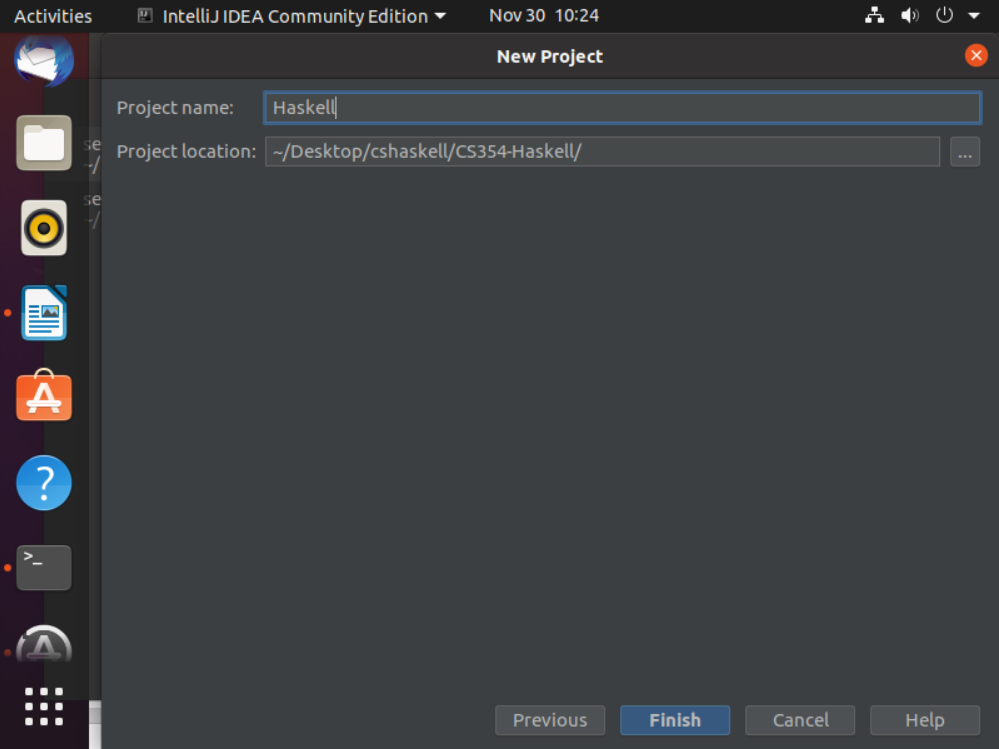 Activities IntelliJ IDEA Community Edition Nov 30 10:24
New Project
Project name: Haskell
se
~/
Project location: ~/Desktop/cshaskell/CS354-Haskell/ ...
se
~/
>_
Previous Finish Cancel Help